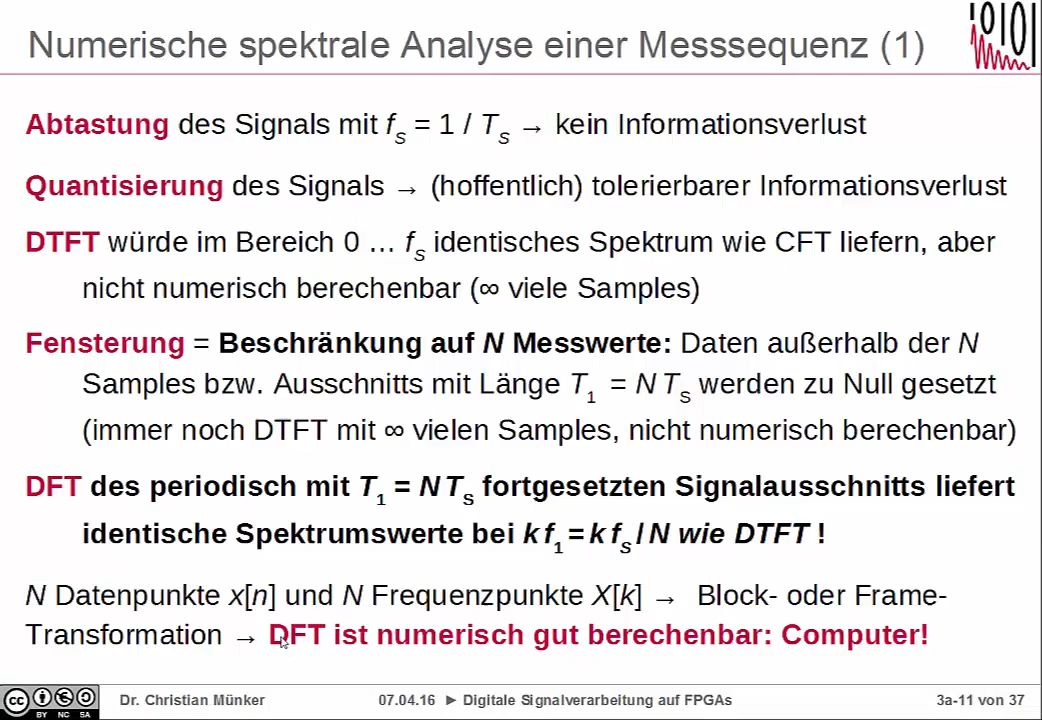 Numerische spektrale Analyse einer Messsequenz (1)
Abtastung des Signals mit fS = 1 / TS → kein Informationsverlust
Quantisierung des Signals → (hoffentlich) tolerierbarer Informationsverlust
DTFT würde im Bereich 0 ... fS identisches Spektrum wie CFT liefern, aber
nicht numerisch berechenbar (∞ viele Samples)
Fensterung = Beschränkung auf N Messwerte: Daten außerhalb der N
Samples bzw. Ausschnitts mit Länge T1 = N TS werden zu Null gesetzt
(immer noch DTFT mit ∞ vielen Samples, nicht numerisch berechenbar)
DFT des periodisch mit T1 = N TS fortgesetzten Signalausschnitts liefert
identische Spektrumswerte bei k f1 = k fS / N wie DTFT !
N Datenpunkte x[n] und N Frequenzpunkte X[k] → Block- oder Frame-
Transformation → DFT ist numerisch gut berechenbar: Computer!
cc BY NC SA
Dr. Christian Münker
07.04.16 ► Digitale Signalverarbeitung auf FPGAs
3a-11 von 37